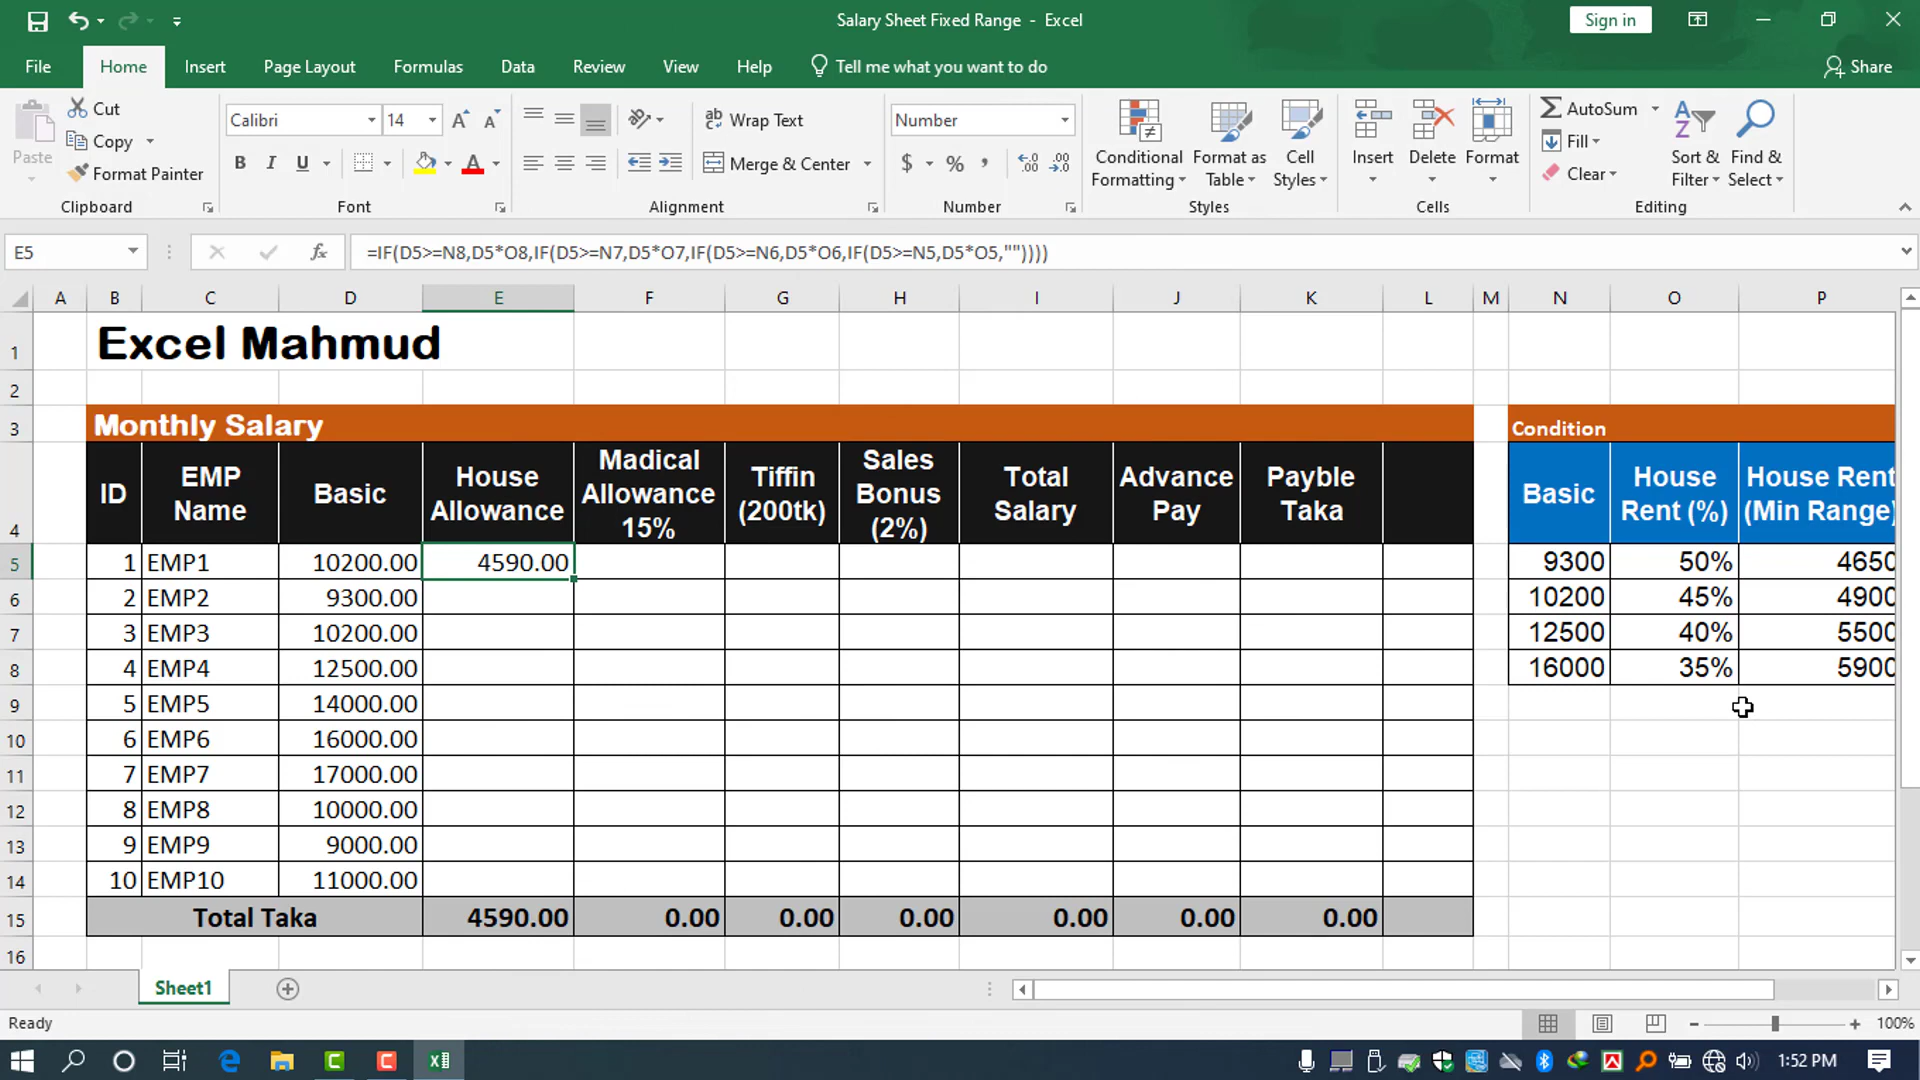 Salary Sheet Fixed Range - Excel
Sign in
File Home Insert Page Layout Formulas Data Review View Help Tell me what you want to do Share
Paste
Cut
Copy
Format Painter
Clipboard
Calibri 14
B I U
A
Font
Wrap Text
Merge & Center
Alignment
Number
$ % ,
Number
Conditional Formatting
Format as Table
Cell Styles
Styles
Insert
Delete
Format
Cells
AutoSum
Fill
Clear
Sort & Filter
Find & Select
Editing
E5 fx =IF(D5>=N8,D5*O8,IF(D5>=N7,D5*O7,IF(D5>=N6,D5*O6,IF(D5>=N5,D5*O5,""))))
A B C D E F G H I J K L M N O P
1 Excel Mahmud
2
3 Monthly Salary Condition
4 ID EMP Name Basic House Allowance Madical Allowance 15% Tiffin (200tk) Sales Bonus (2%) Total Salary Advance Pay Payble Taka Basic House Rent (%) House Rent (Min Range)
5 1 EMP1 10200.00 4590.00 9300 50% 4650
6 2 EMP2 9300.00 10200 45% 4900
7 3 EMP3 10200.00 12500 40% 5500
8 4 EMP4 12500.00 16000 35% 5900
9 5 EMP5 14000.00
10 6 EMP6 16000.00
11 7 EMP7 17000.00
12 8 EMP8 10000.00
13 9 EMP9 9000.00
14 10 EMP10 11000.00
15 Total Taka 4590.00 0.00 0.00 0.00 0.00 0.00 0.00
16
Sheet1
Ready 100%
1:52 PM